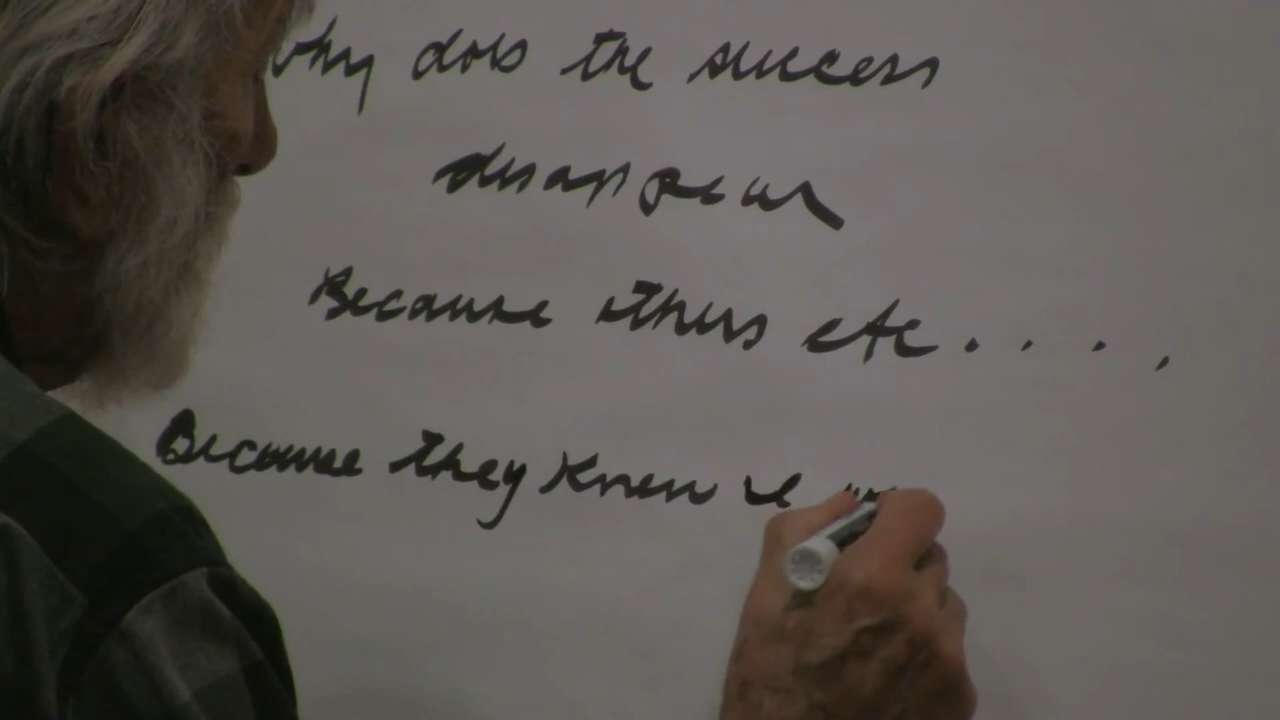 why does the success
disappear
Because others etc....,
Because they Knew